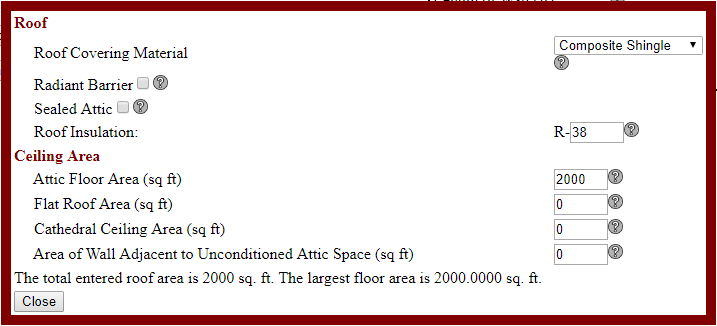 Roof
Roof Covering Material
Composite Shingle
Radiant Barrier
Sealed Attic
Roof Insulation: R-38
Ceiling Area
Attic Floor Area (sq ft) 2000
Flat Roof Area (sq ft) 0
Cathedral Ceiling Area (sq ft) 0
Area of Wall Adjacent to Unconditioned Attic Space (sq ft) 0
The total entered roof area is 2000 sq. ft. The largest floor area is 2000.0000 sq. ft.
Close